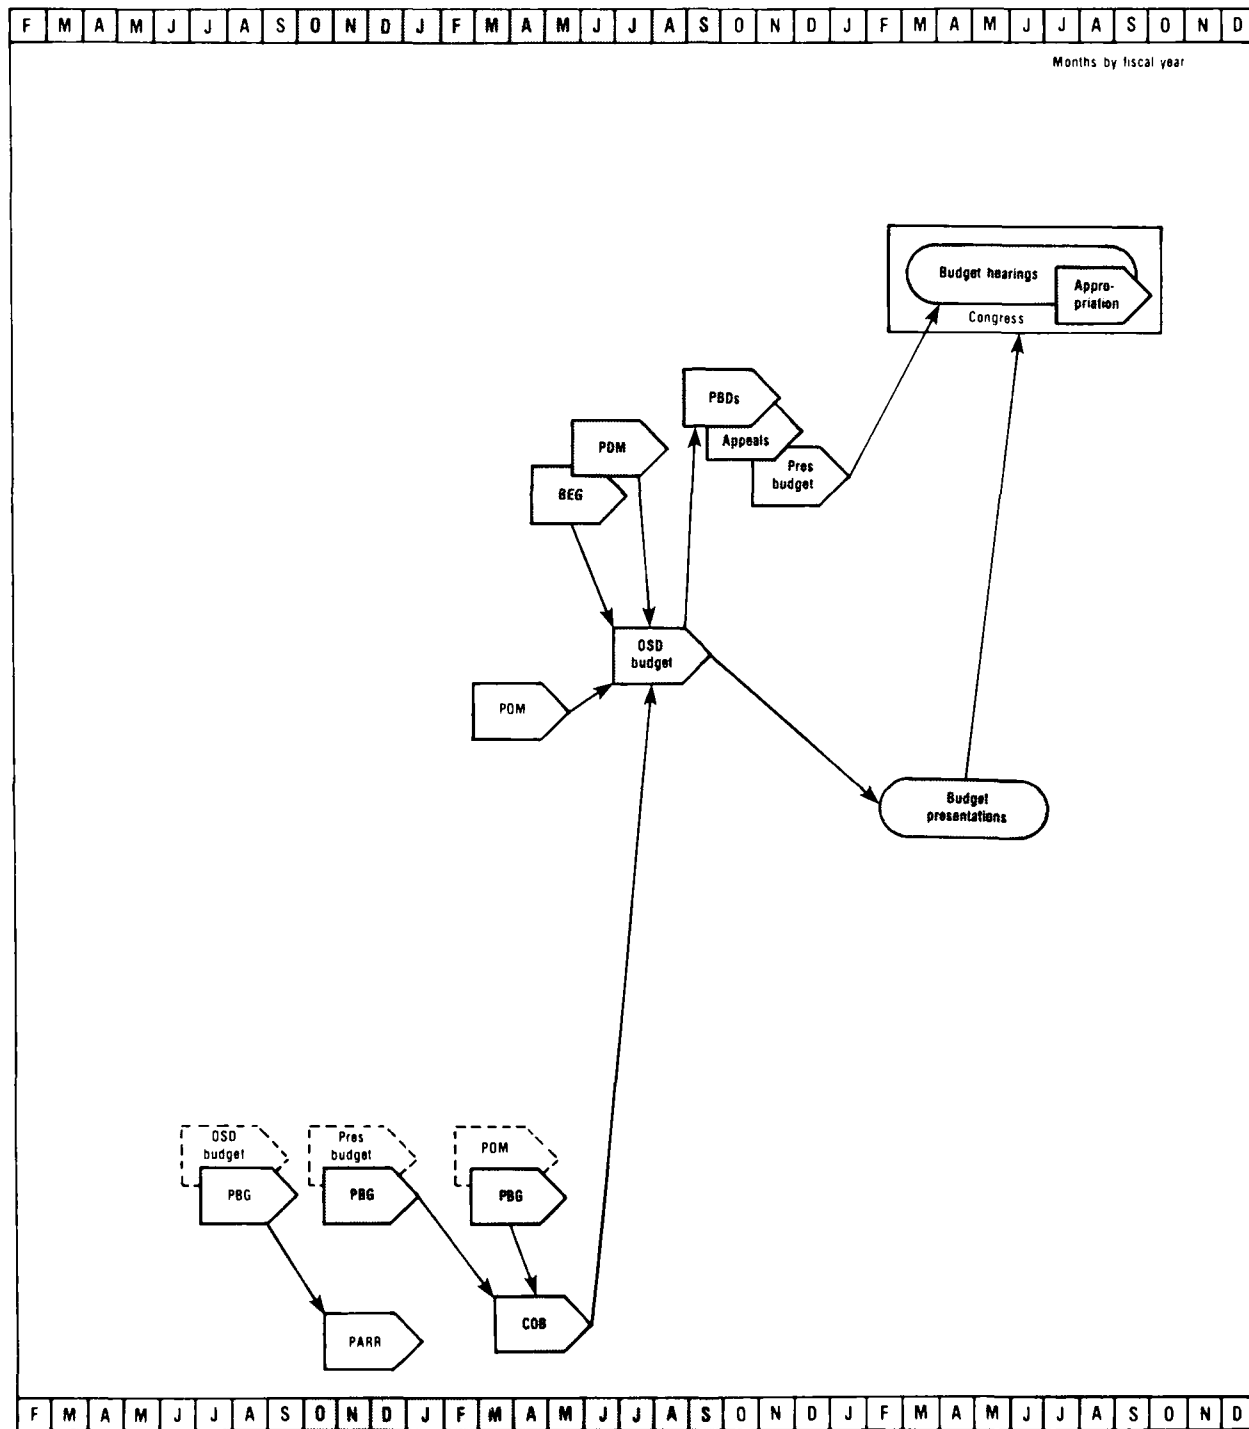 F M A M J J A S O N D J F M A M J J A S O N D J F M A M J J A S O N D
Months by fiscal year
Budget hearings
Appro-
priation
Congress
PBDs
Appeals
Pres
budget
PDM
BEG
OSD
budget
POM
Budget
presentations
OSD
budget
PBG
Pres
budget
PBG
POM
PBG
COB
PARR
F M A M J J A S O N D J F M A M J J A S O N D J F M A M J J A S O N D